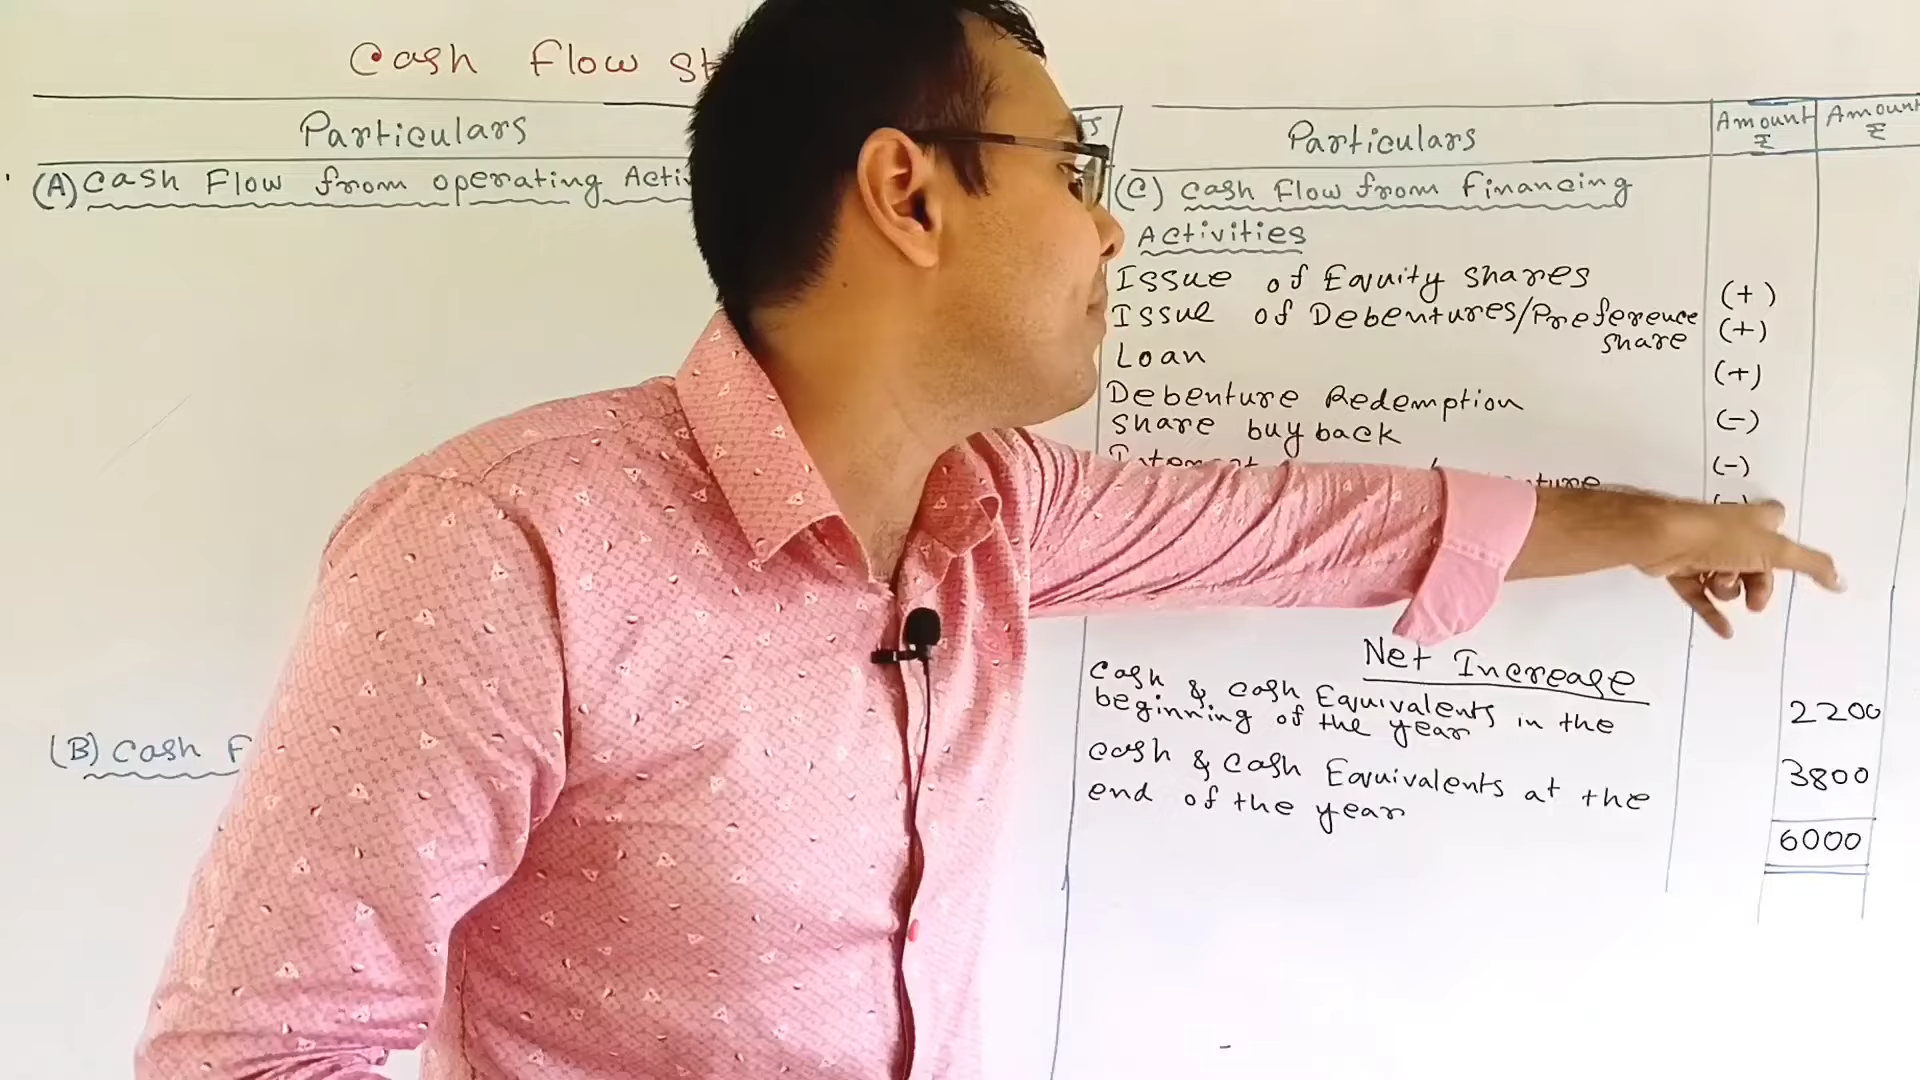 Cash Flow St
Particulars
(A) Cash Flow from operating Acti
(B) Cash F
Particulars
Amount
₹
Amount
₹
(C) Cash Flow from Financing
Activities
Issue of Equity Shares (+)
Issue of Debentures/Preference (+)
Share
Loan (+)
Debenture Redemption (-)
Share buy back (-)
Net Increase
Cash & Cash Equivalents in the
beginning of the year 2200
Cash & Cash Equivalents at the 3800
end of the year
6000